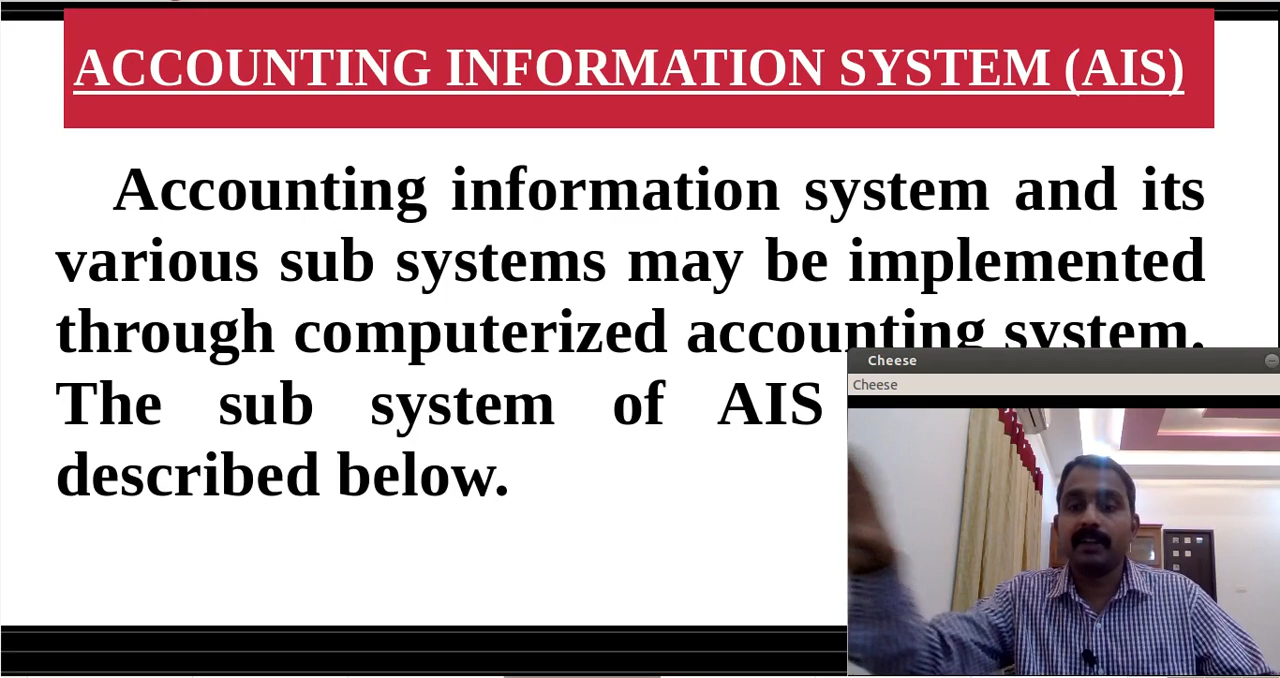 ACCOUNTING INFORMATION SYSTEM (AIS)
Accounting information system and its
various sub systems may be implemented
through computerized accounting system.
The sub system of AIS
described below.
Cheese
Cheese